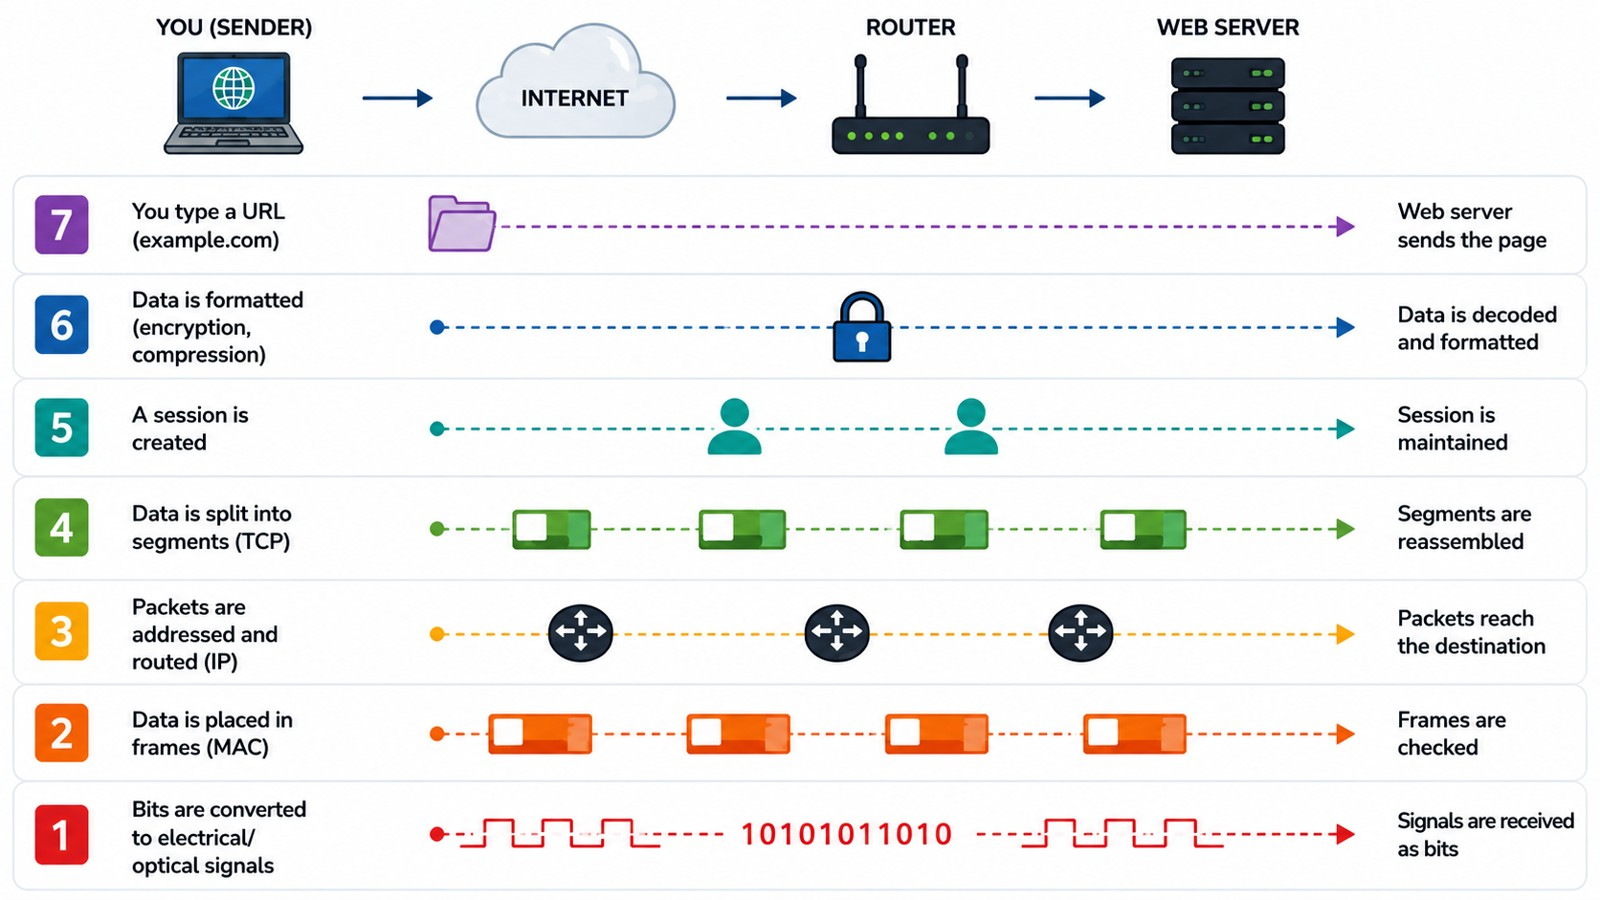 YOU (SENDER)
INTERNET
ROUTER
WEB SERVER
7
You type a URL
(example.com)
Web server
sends the page
6
Data is formatted
(encryption,
compression)
Data is decoded
and formatted
5
A session is
created
Session is
maintained
4
Data is split into
segments (TCP)
Segments are
reassembled
3
Packets are
addressed and
routed (IP)
Packets reach
the destination
2
Data is placed in
frames (MAC)
Frames are
checked
1
Bits are converted
to electrical/
optical signals
10101011010
Signals are received
as bits